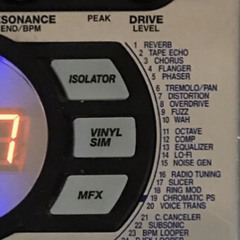 ESONANCE PEAK DRIVE
END/BPM LEVEL
1 REVERB
2 TAPE ECHO
3 CHORUS
4 FLANGER
5 PHASER
ISOLATOR
6 TREMOLO/PAN
7 DISTORTION
8 OVERDRIVE
9 FUZZ
10 WAH
7
VINYL
SIM
11 OCTAVE
12 COMP
13 EQUALIZER
14 LO-FI
15 NOISE GEN
MFX
16 RADIO TUNING
17 SLICER
18 RING MOD
19 CHROMATIC PS
20 VOICE TRANS
21 C.CANCELER
22 SUBSONIC
23 BPM LOOPER